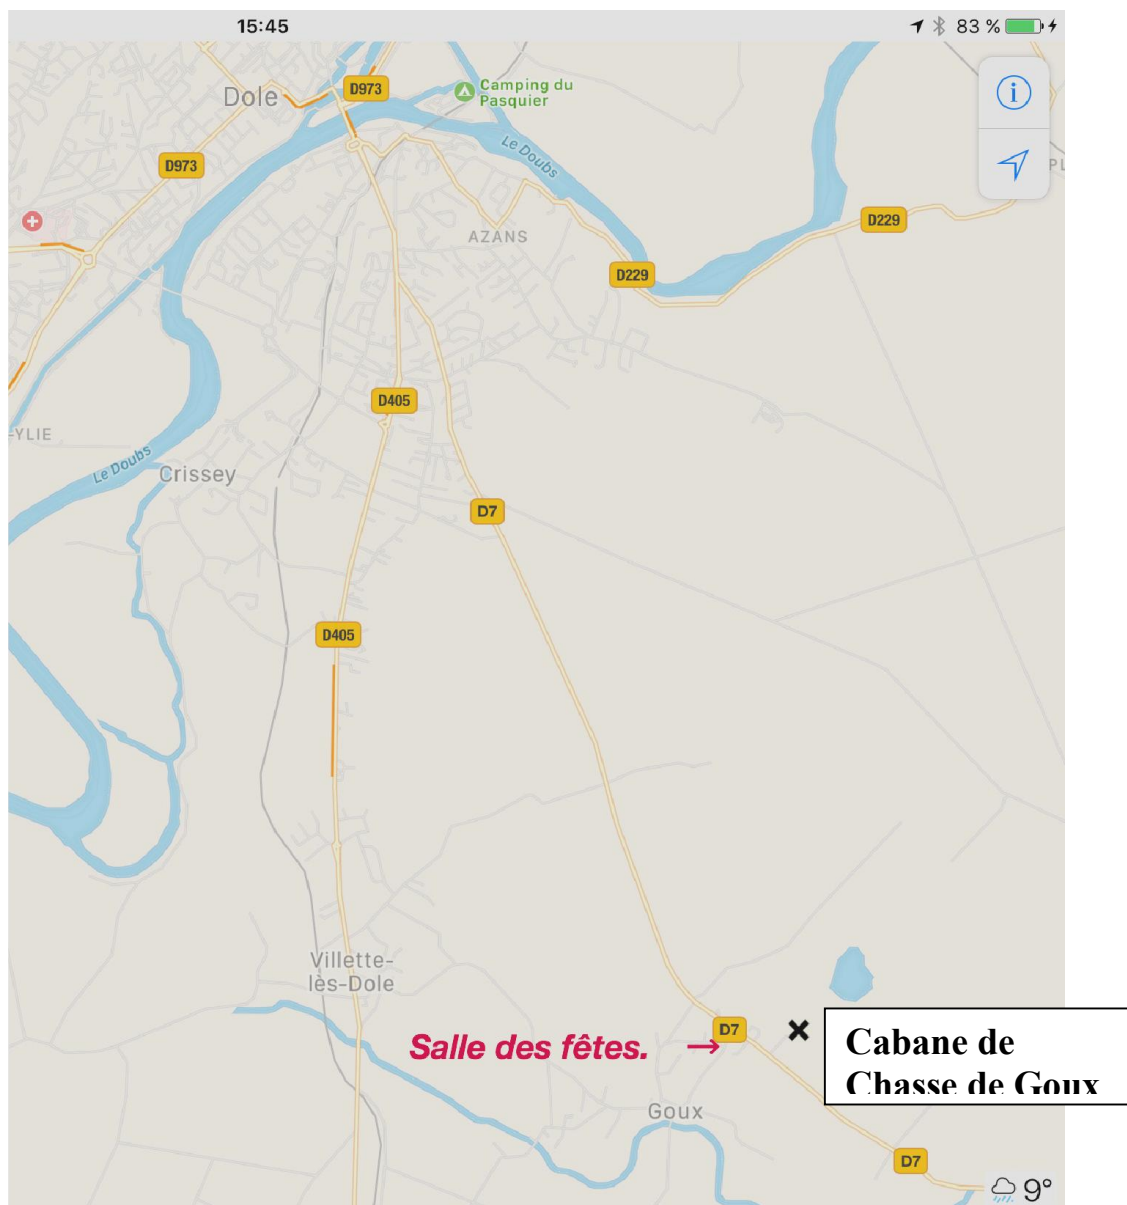 15:45
83 %
Dole
D973
Camping du
Pasquier
D973
Le Doubs
PL
D229
AZANS
D229
D405
-YLIE
Le Doubs
Crissey
D7
D405
Villette-
lès-Dole
Salle des fêtes.
→
D7
Cabane de
Chasse de Goux
Goux
D7
9°